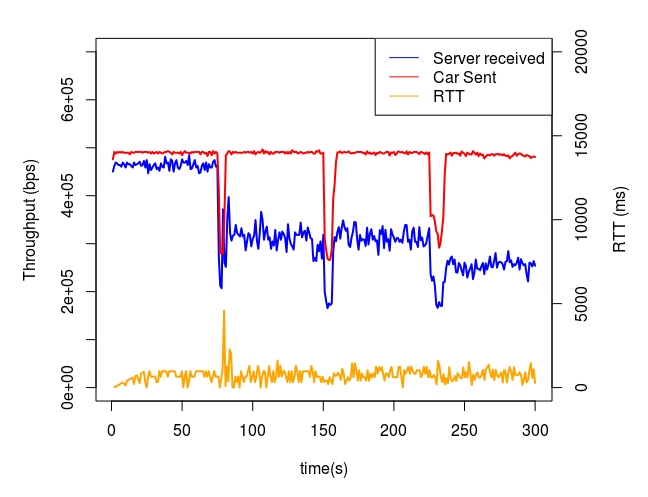 Server received
Car Sent
RTT
Throughput (bps)
0e+00
2e+05
4e+05
6e+05
0
5000
10000
15000
20000
RTT (ms)
0
50
100
150
200
250
300
time(s)